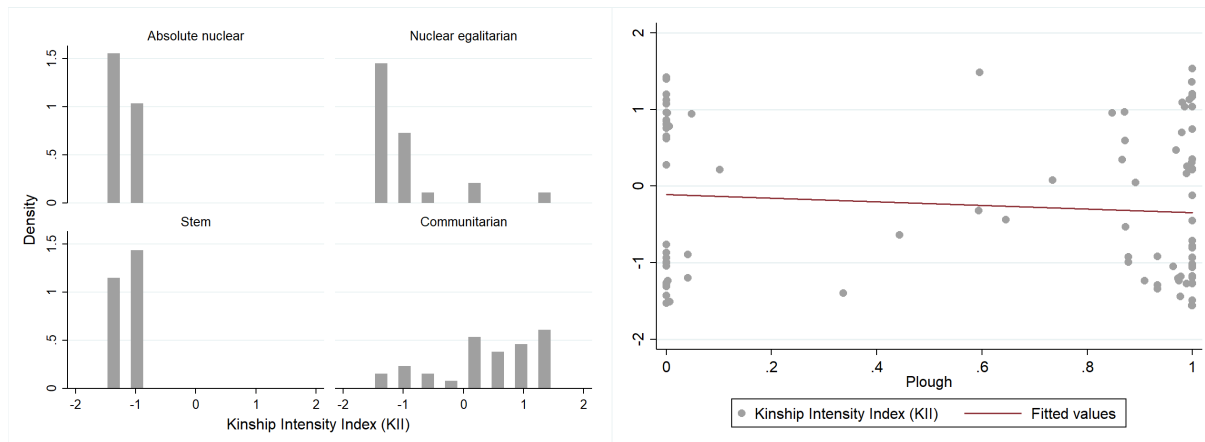 Absolute nuclear
Nuclear egalitarian
0 .5 1 1.5
Stem
Communitarian
0 .5 1 1.5
-2 -1 0 1 2
-2 -1 0 1 2
Density
Kinship Intensity Index (KII)
-2 -1 0 1 2
0 .2 .4 .6 .8 1
Plough
Kinship Intensity Index (KII)
Fitted values